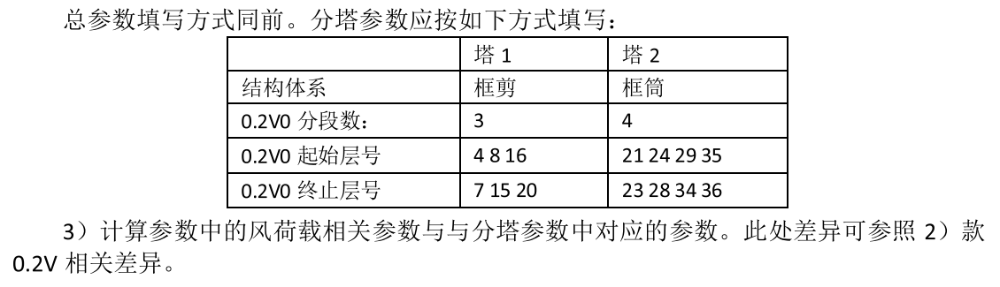 总参数填写方式同前。分塔参数应按如下方式填写：
塔 1 塔 2
结构体系 框剪 框筒
0.2V0 分段数： 3 4
0.2V0 起始层号 4 8 16 21 24 29 35
0.2V0 终止层号 7 15 20 23 28 34 36
3）计算参数中的风荷载相关参数与与分塔参数中对应的参数。此处差异可参照 2）款
0.2V 相关差异。